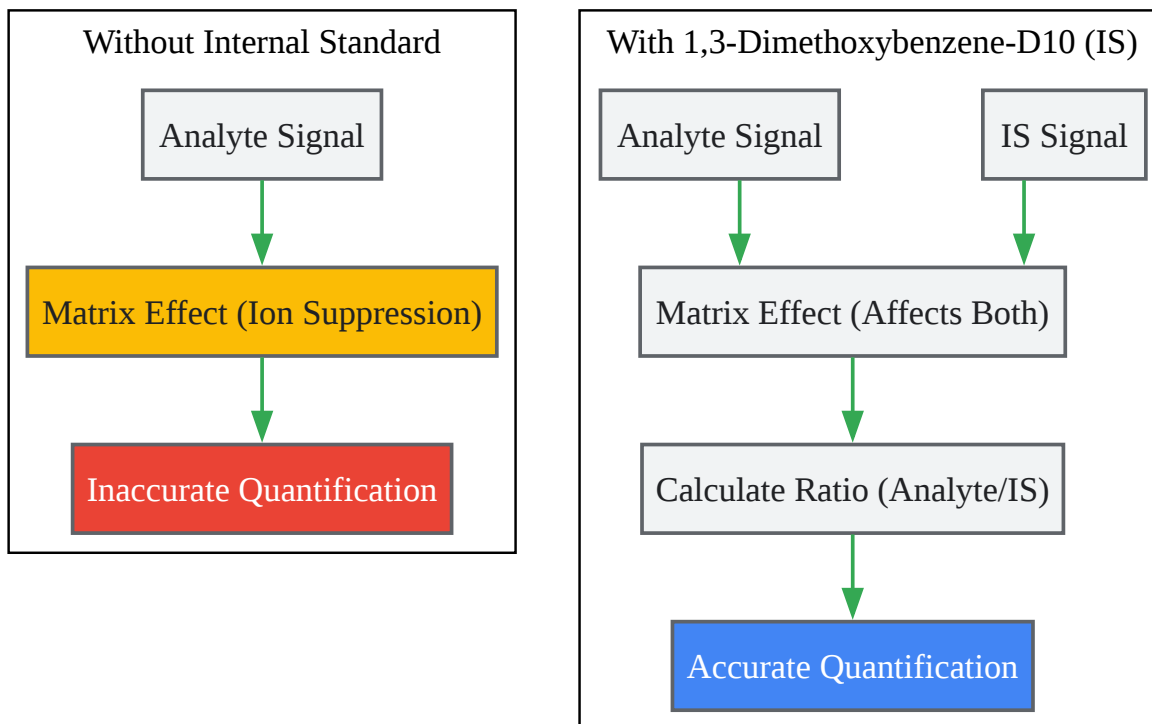 Without Internal Standard
Analyte Signal
Matrix Effect (Ion Suppression)
Inaccurate Quantification
With 1,3-Dimethoxybenzene-D10 (IS)
Analyte Signal
IS Signal
Matrix Effect (Affects Both)
Calculate Ratio (Analyte/IS)
Accurate Quantification